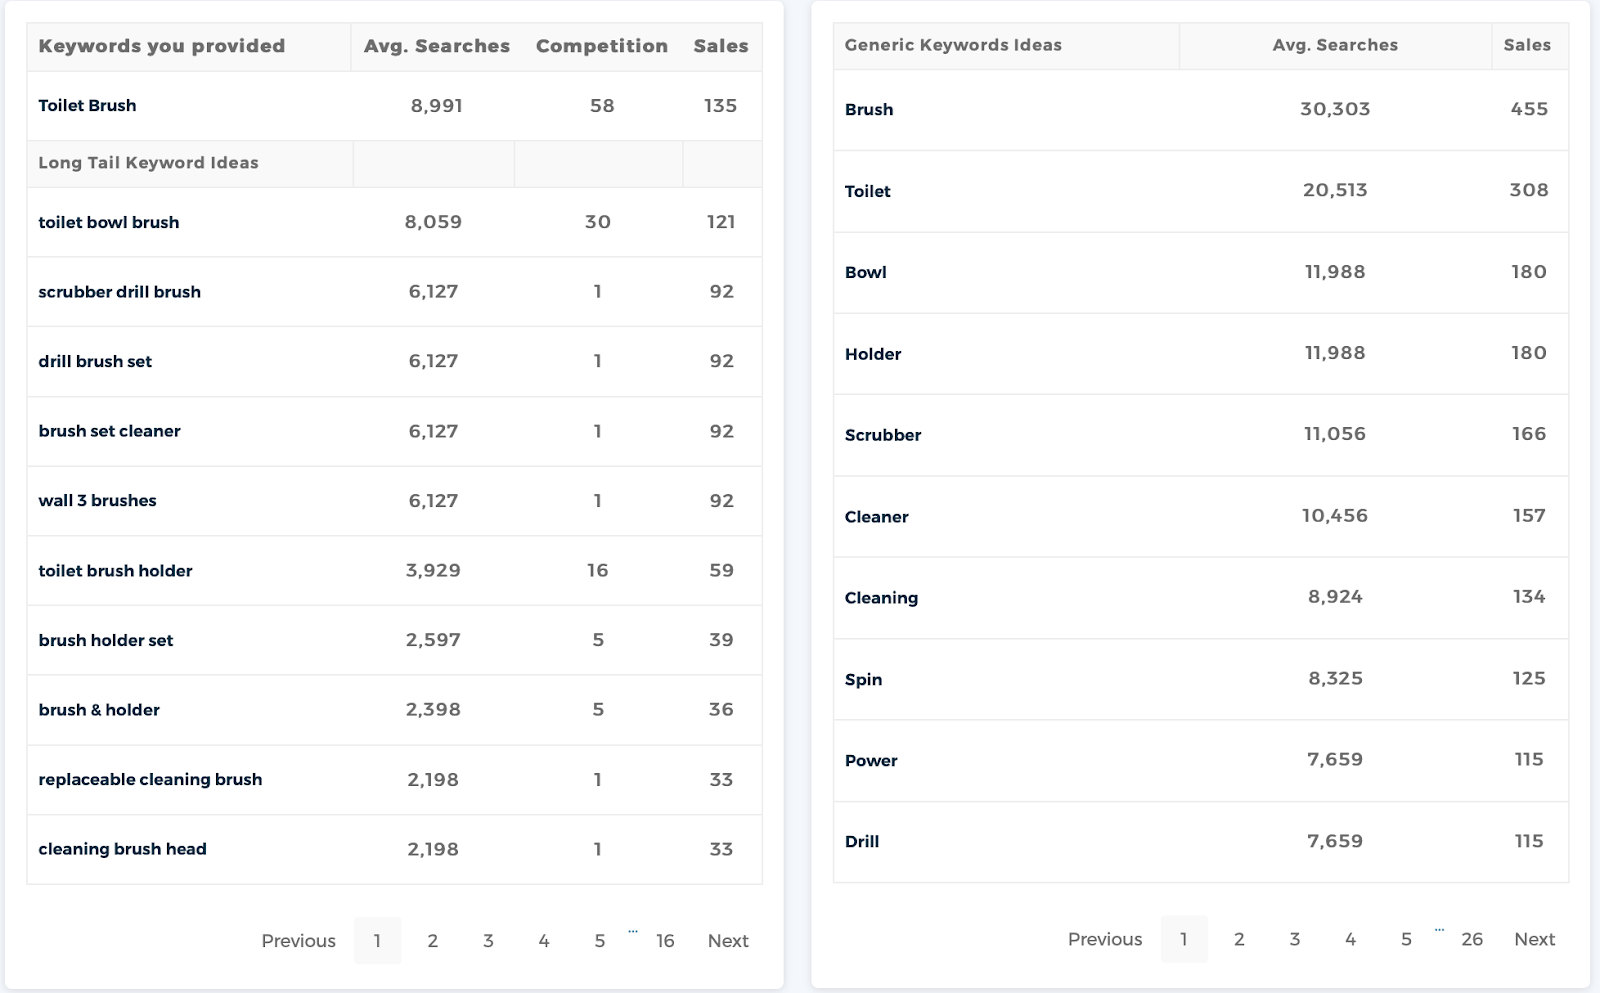 Keywords you provided Avg. Searches Competition Sales
Toilet Brush 8,991 58 135
Long Tail Keyword Ideas
toilet bowl brush 8,059 30 121
scrubber drill brush 6,127 1 92
drill brush set 6,127 1 92
brush set cleaner 6,127 1 92
wall 3 brushes 6,127 1 92
toilet brush holder 3,929 16 59
brush holder set 2,597 5 39
brush & holder 2,398 5 36
replaceable cleaning brush 2,198 1 33
cleaning brush head 2,198 1 33
Previous 1 2 3 4 5 ... 16 Next
Generic Keywords Ideas Avg. Searches Sales
Brush 30,303 455
Toilet 20,513 308
Bowl 11,988 180
Holder 11,988 180
Scrubber 11,056 166
Cleaner 10,456 157
Cleaning 8,924 134
Spin 8,325 125
Power 7,659 115
Drill 7,659 115
Previous 1 2 3 4 5 ... 26 Next